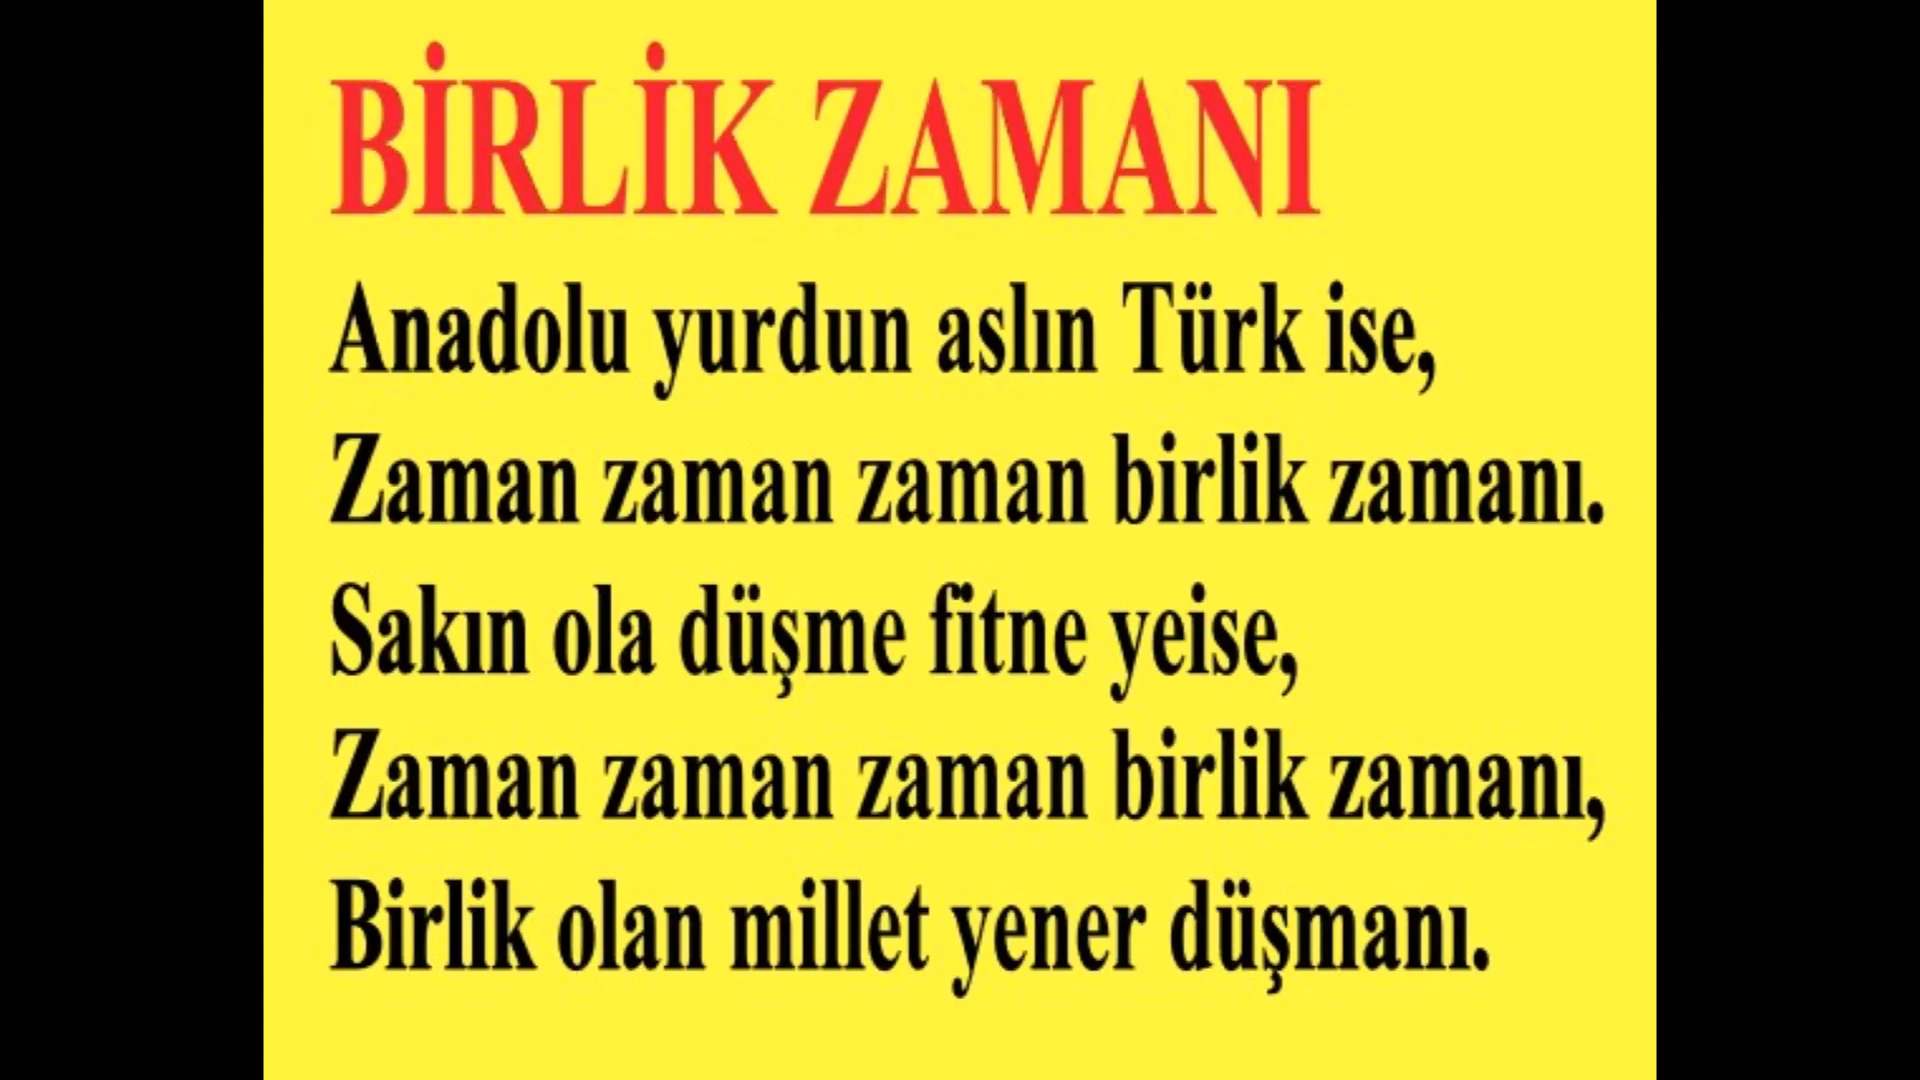 BİRLİK ZAMANI
Anadolu yurdun aslın Türk ise,
Zaman zaman zaman birlik zamanı.
Sakın ola düşme fitne yeise,
Zaman zaman zaman birlik zamanı,
Birlik olan millet yener düşmanı.